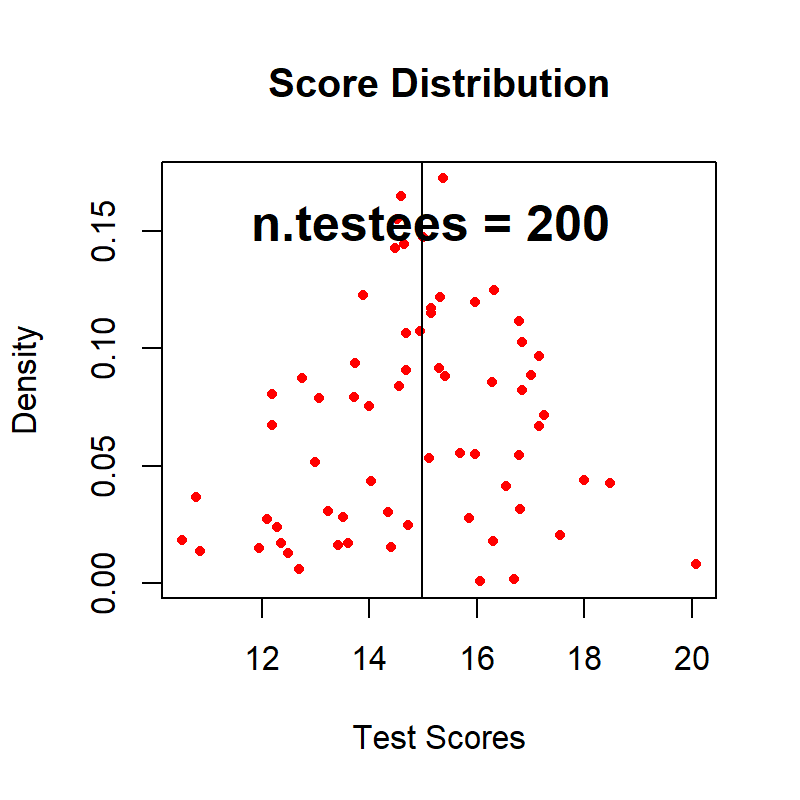 Score Distribution
n.testees = 200
Density
0.15
0.10
0.05
0.00
12 14 16 18 20
Test Scores